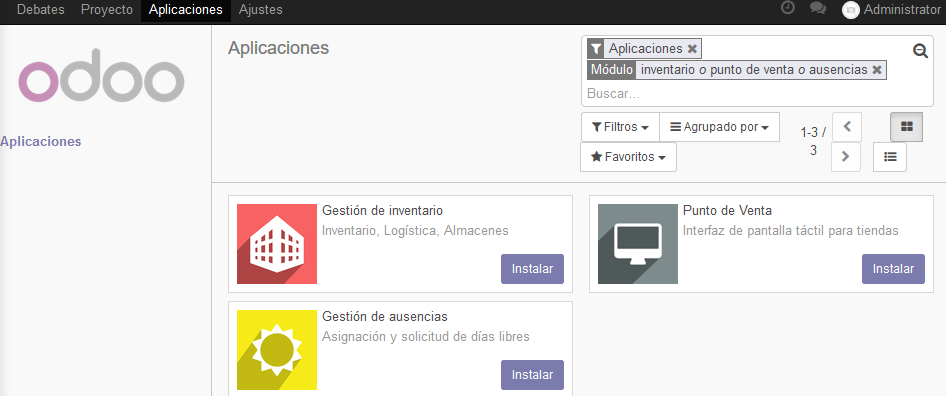 Debates Proyecto Aplicaciones Ajustes Administrator
odoo
Aplicaciones
Aplicaciones
Aplicaciones
Módulo inventario o punto de venta o ausencias
Buscar...
Filtros Agrupado por
Favoritos
1-3 /
3
Gestión de inventario
Inventario, Logística, Almacenes
Instalar
Punto de Venta
Interfaz de pantalla táctil para tiendas
Instalar
Gestión de ausencias
Asignación y solicitud de días libres
Instalar